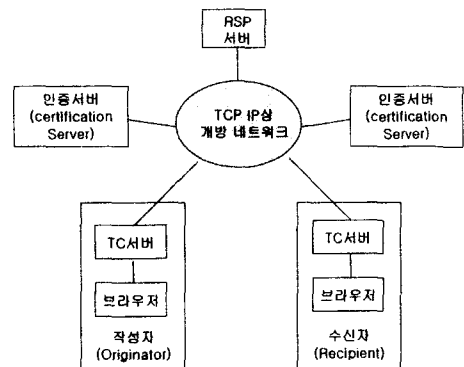 RSP
서버
인증서버
(certification
Server)
TCP IP상
개방 네트워크
인증서버
(certification
Server)
TC서버
브라우저
작성자
(Originator)
TC서버
브라우저
수신자
(Recipient)